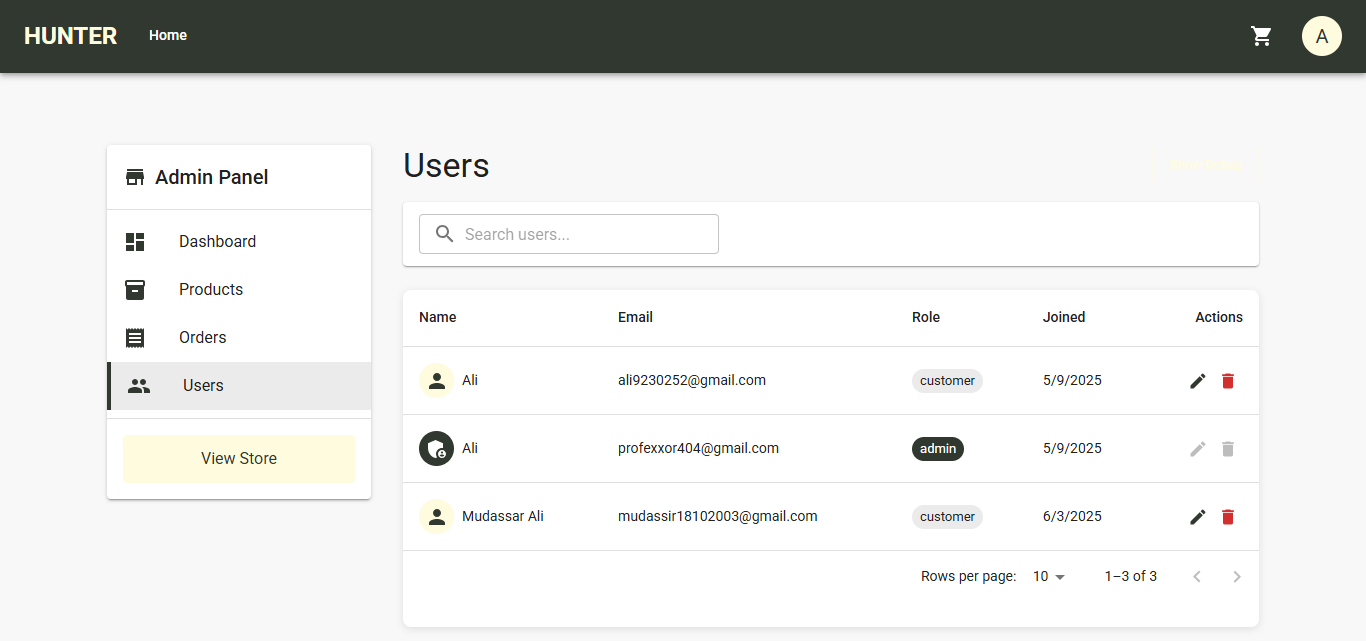 HUNTER Home A
Admin Panel
Dashboard
Products
Orders
Users
View Store
Users
Search users...
Name Email Role Joined Actions
Ali ali9230252@gmail.com customer 5/9/2025
Ali profexxor404@gmail.com admin 5/9/2025
Mudassar Ali mudassir18102003@gmail.com customer 6/3/2025
Rows per page: 10 1–3 of 3